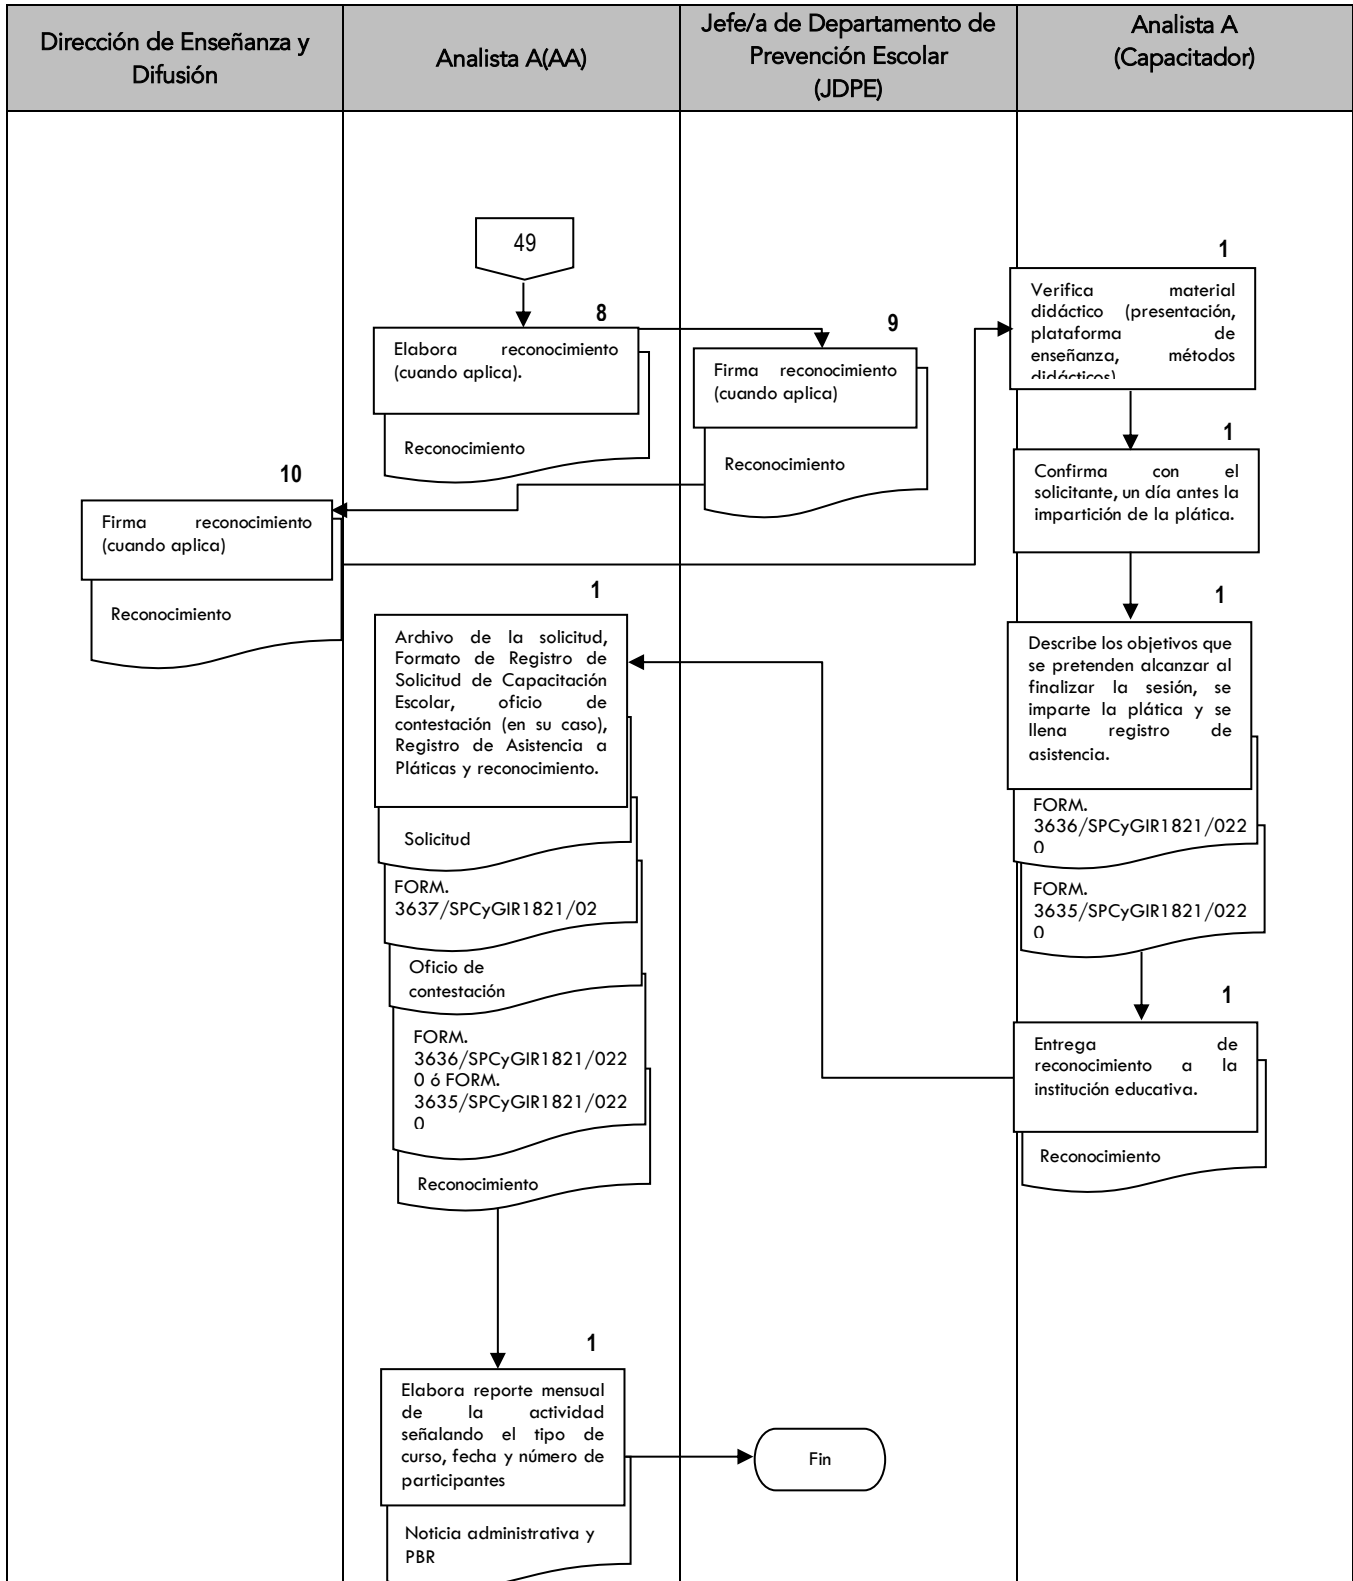 Dirección de Enseñanza y
Difusión
Analista A(AA)
Jefe/a de Departamento de
Prevención Escolar
(JDPE)
Analista A
(Capacitador)
49
8
Elabora reconocimiento
(cuando aplica).
Reconocimiento
9
Firma reconocimiento
(cuando aplica)
Reconocimiento
10
Firma reconocimiento
(cuando aplica)
Reconocimiento
1
Verifica material
didáctico (presentación,
plataforma de
enseñanza, métodos
didácticos)
1
Confirma con el
solicitante, un día antes la
impartición de la plática.
1
Describe los objetivos que
se pretenden alcanzar al
finalizar la sesión, se
imparte la plática y se
llena registro de
asistencia.
FORM.
3636/SPCyGIR1821/022
0
FORM.
3635/SPCyGIR1821/022
0
1
Entrega de
reconocimiento a la
institución educativa.
Reconocimiento
1
Archivo de la solicitud,
Formato de Registro de
Solicitud de Capacitación
Escolar, oficio de
contestación (en su caso),
Registro de Asistencia a
Pláticas y reconocimiento.
Solicitud
FORM.
3637/SPCyGIR1821/02
Oficio de
contestación
FORM.
3636/SPCyGIR1821/022
0 ó FORM.
3635/SPCyGIR1821/022
0
Reconocimiento
1
Elabora reporte mensual
de la actividad
señalando el tipo de
curso, fecha y número de
participantes
Noticia administrativa y
PBR
Fin